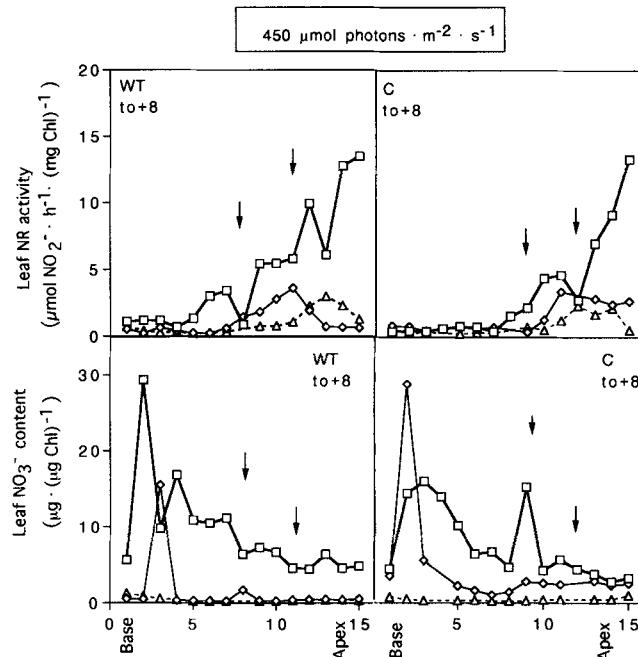 450 µmol photons · m⁻² · s⁻¹
WT
to+8
C
to+8
20
15
10
5
0
Leaf NR activity
(µmol NO₂⁻ · h⁻¹· (mg Chl)⁻¹)
WT
to+8
C
to+8
30
20
10
0
Leaf NO₃⁻ content
(µg · (µg Chl)⁻¹)
0 Base 5 10 Apex 15
Base 5 10 Apex 15